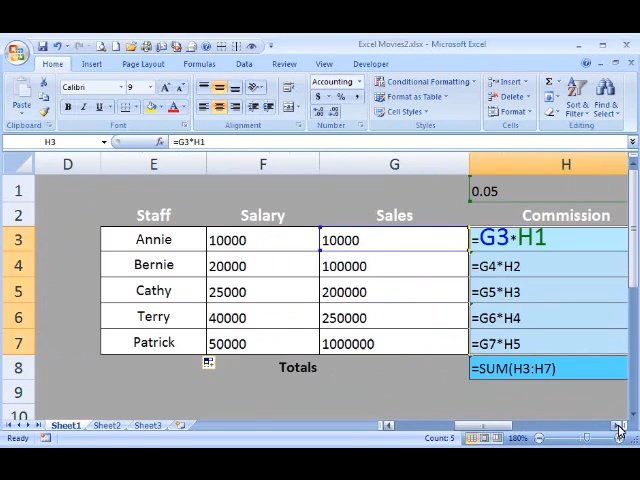 Excel Movies2.xlsx - Microsoft Excel
Home Insert Page Layout Formulas Data Review View Developer
Paste
Clipboard
Calibri 9
B I U
Font
Alignment
Accounting
$ % ,
Number
Conditional Formatting
Format as Table
Cell Styles
Styles
Insert
Delete
Format
Cells
Σ
Sort & Filter
Find & Select
Editing
H3 fx =G3*H1
D E F G H
1 0.05
2 Staff Salary Sales Commission
3 Annie 10000 10000 =G3*H1
4 Bernie 20000 100000 =G4*H2
5 Cathy 25000 200000 =G5*H3
6 Terry 40000 250000 =G6*H4
7 Patrick 50000 1000000 =G7*H5
8 Totals =SUM(H3:H7)
9
10
Sheet1 Sheet2 Sheet3
Ready Count: 5 180%